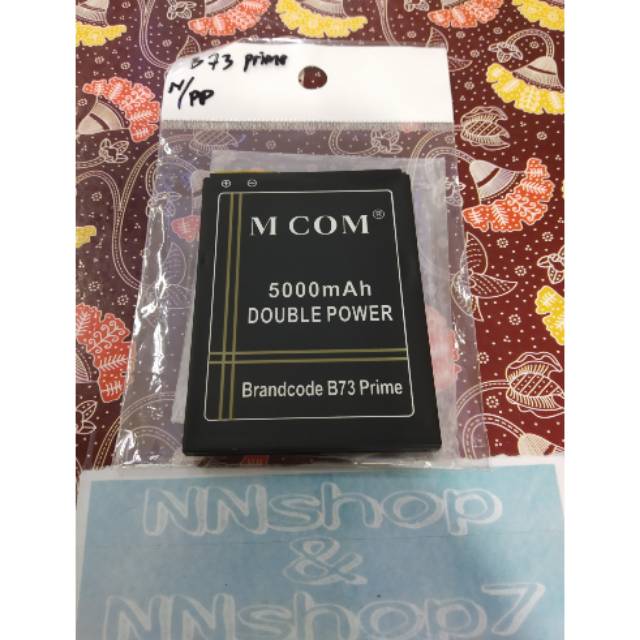 B73 prime
N/PP
M COM®
5000mAh
DOUBLE POWER
Brandcode B73 Prime
NNshop
&
NNshop7